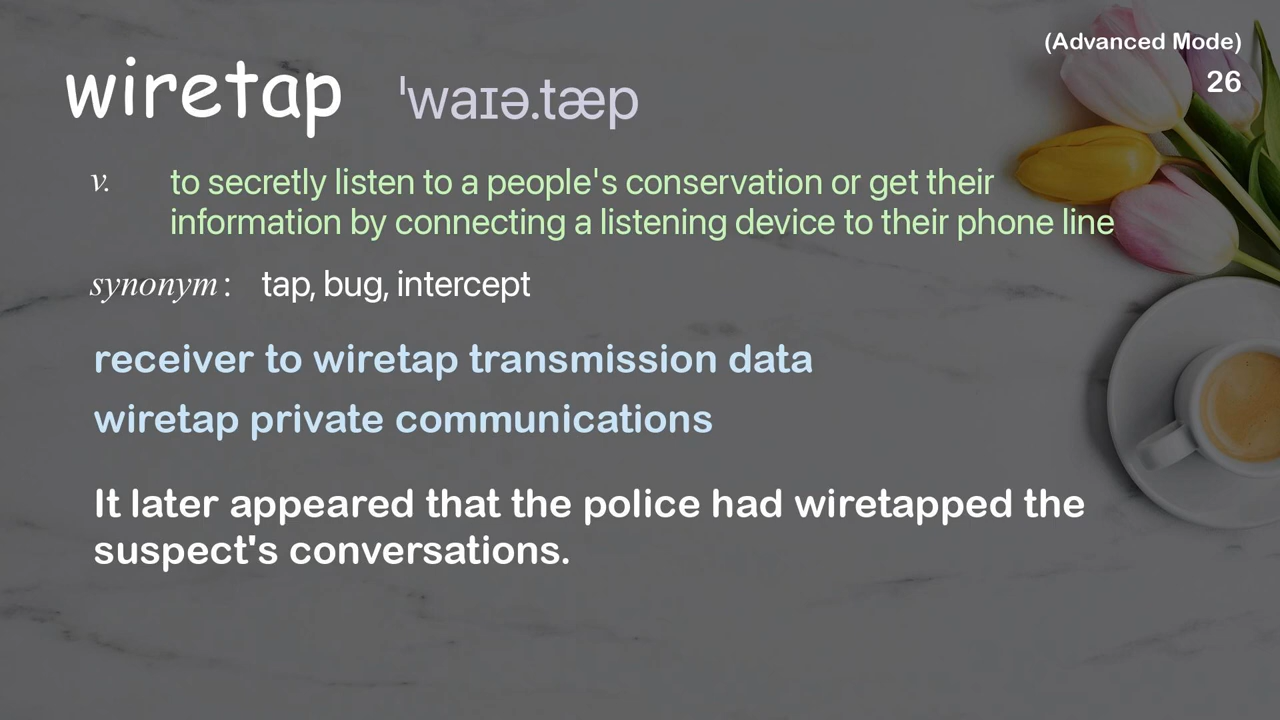 (Advanced Mode)
26
wiretap ˈwaɪə.tæp
v. to secretly listen to a people's conservation or get their
information by connecting a listening device to their phone line
synonym: tap, bug, intercept
receiver to wiretap transmission data
wiretap private communications
It later appeared that the police had wiretapped the
suspect's conversations.